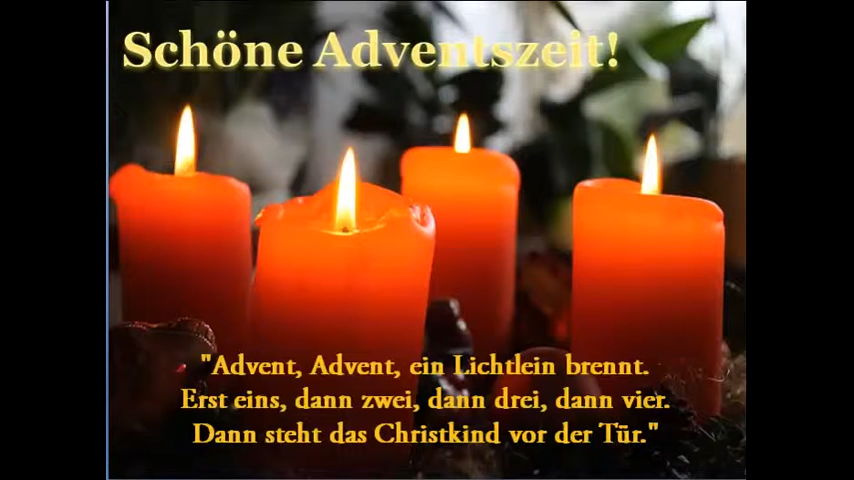 Schöne Adventszeit!
"Advent, Advent, ein Lichtlein brennt.
Erst eins, dann zwei, dann drei, dann vier.
Dann steht das Christkind vor der Tür."